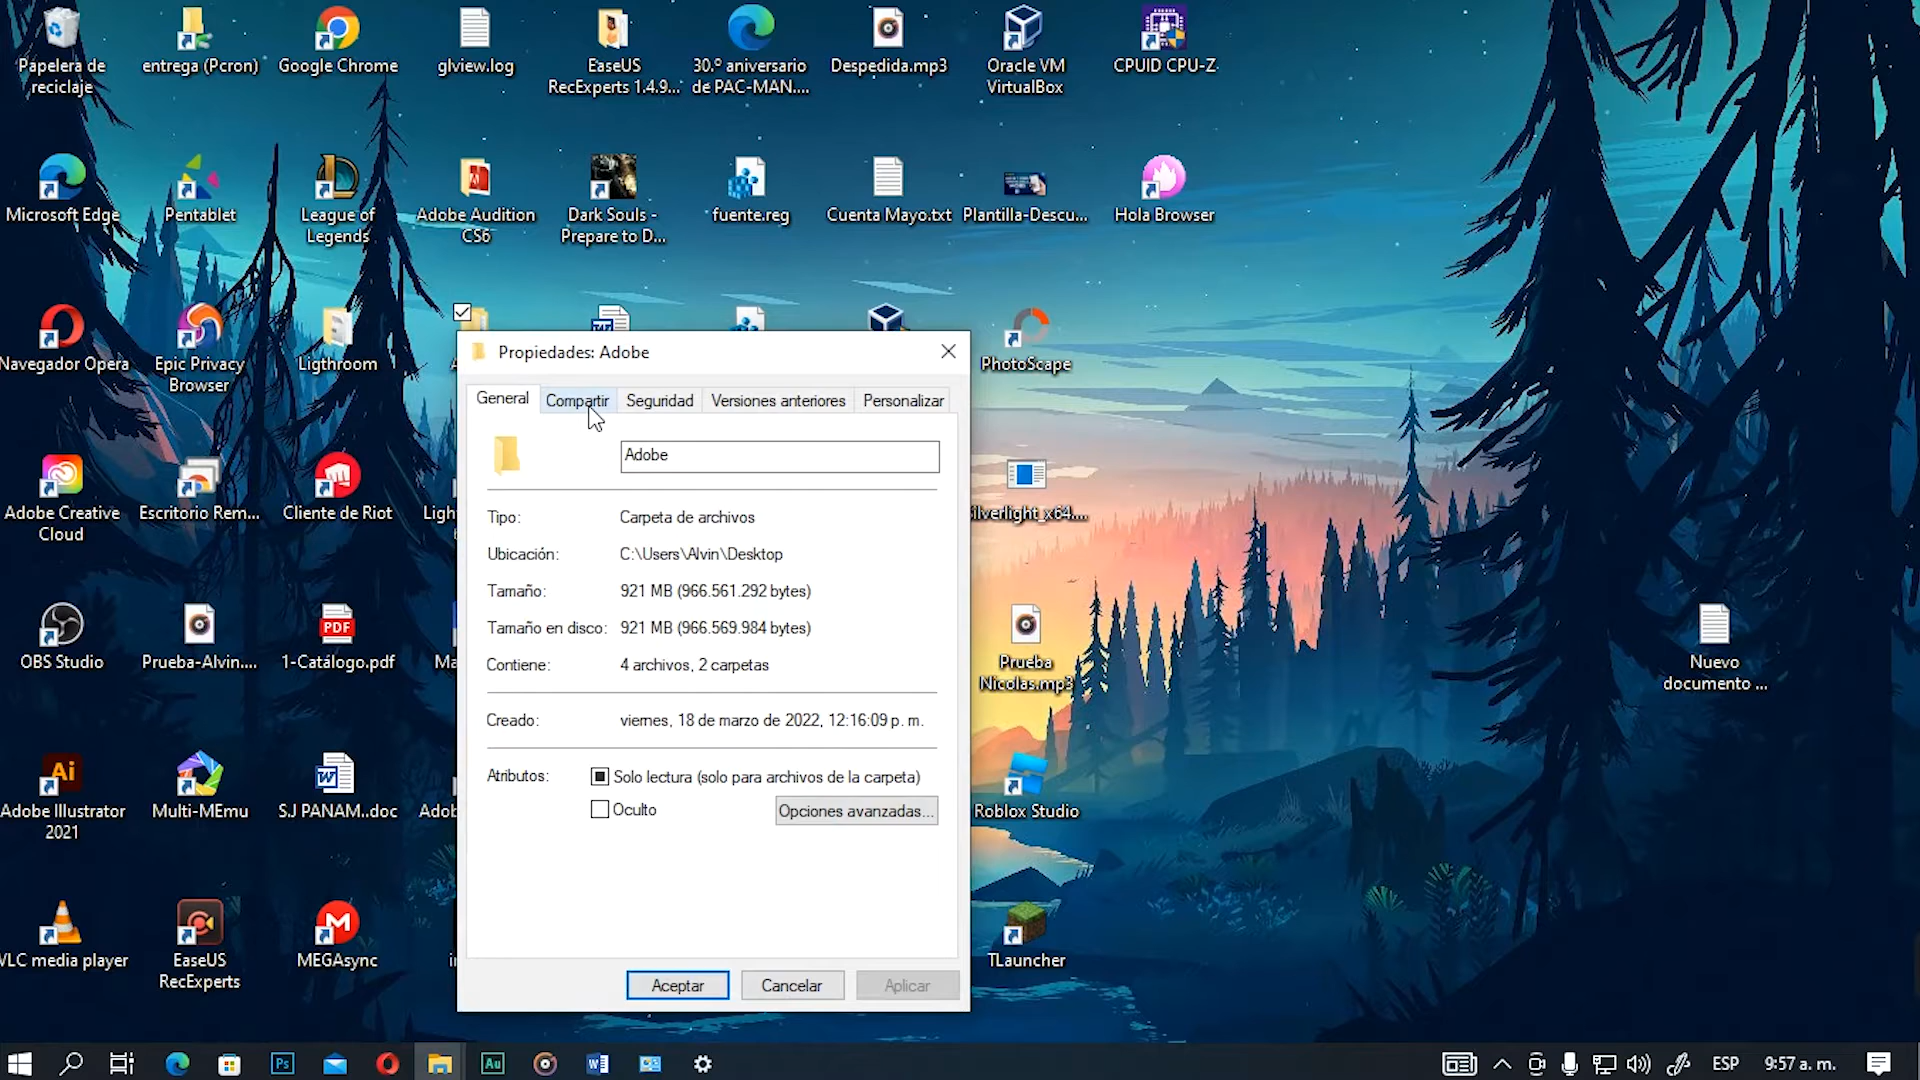 Papelera de
reciclaje
entrega (Pcron)
Google Chrome
glview.log
EaseUS
RecExperts 1.4.9...
30.º aniversario
de PAC-MAN....
Despedida.mp3
Oracle VM
VirtualBox
CPUID CPU-Z
Microsoft Edge
Pentablet
League of
Legends
Adobe Audition
CS6
Dark Souls -
Prepare to D...
fuente.reg
Cuenta Mayo.txt
Plantilla-Descu...
Hola Browser
Navegador Opera
Epic Privacy
Browser
Ligthroom
PhotoScape
Propiedades: Adobe
General
Compartir
Seguridad
Versiones anteriores
Personalizar
Adobe
Tipo:
Carpeta de archivos
Ubicación:
C:\Users\Alvin\Desktop
Tamaño:
921 MB (966.561.292 bytes)
Tamaño en disco:
921 MB (966.569.984 bytes)
Contiene:
4 archivos, 2 carpetas
Creado:
viernes, 18 de marzo de 2022, 12:16:09 p. m.
Atributos:
Solo lectura (solo para archivos de la carpeta)
Oculto
Opciones avanzadas...
Aceptar
Cancelar
Aplicar
Adobe Creative
Cloud
Escritorio Rem...
Cliente de Riot
Ligh
ilverlight_x64....
OBS Studio
Prueba-Alvin....
PDF
1-Catálogo.pdf
Ma
Prueba
Nicolas.mp3
Nuevo
documento ...
Ai
Adobe Illustrator
2021
Multi-MEmu
S.J PANAM..doc
Adob
Roblox Studio
VLC media player
EaseUS
RecExperts
MEGAsync
TLauncher
Ps
Au
ESP
9:57 a. m.